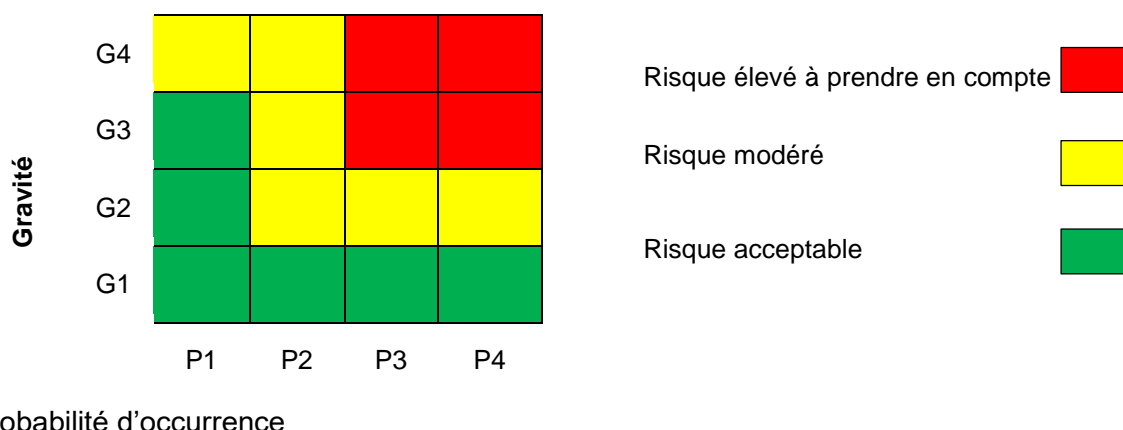 G4
G3
G2
G1
Gravité
P1 P2 P3 P4
obabilité d'occurrence
Risque élevé à prendre en compte
Risque modéré
Risque acceptable